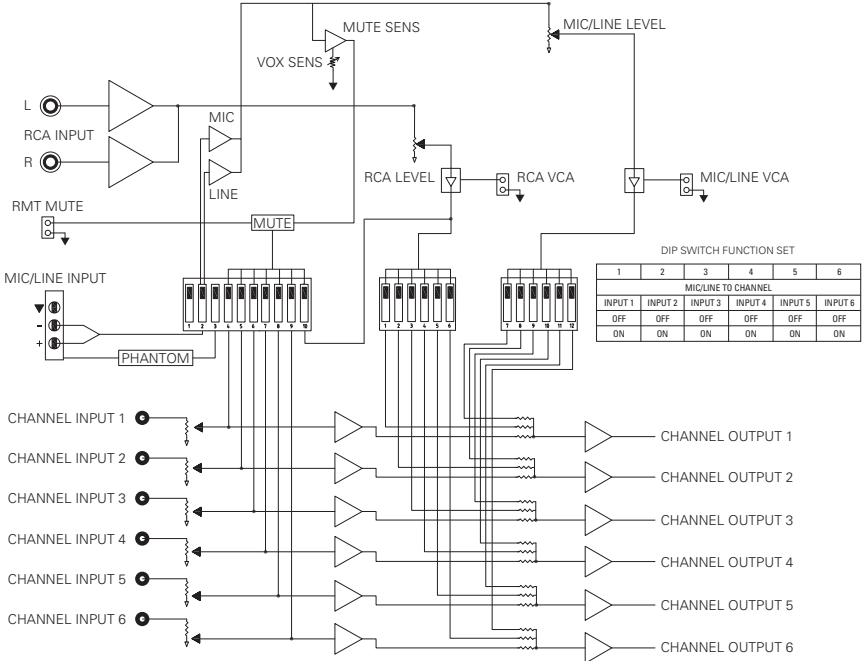 MUTE SENS
MIC/LINE LEVEL
VOX SENS
L
MIC
RCA INPUT
R
LINE
RCA LEVEL
RCA VCA
MIC/LINE VCA
RMT MUTE
MUTE
DIP SWITCH FUNCTION SET
1 2 3 4 5 6
MIC/LINE TO CHANNEL
INPUT 1 INPUT 2 INPUT 3 INPUT 4 INPUT 5 INPUT 6
OFF OFF OFF OFF OFF OFF
ON ON ON ON ON ON
MIC/LINE INPUT
-
+
1 2 3 4 5 6 7 8 9 10
1 2 3 4 5 6
7 8 9 10 11 12
PHANTOM
CHANNEL INPUT 1
CHANNEL OUTPUT 1
CHANNEL INPUT 2
CHANNEL OUTPUT 2
CHANNEL INPUT 3
CHANNEL OUTPUT 3
CHANNEL INPUT 4
CHANNEL OUTPUT 4
CHANNEL INPUT 5
CHANNEL OUTPUT 5
CHANNEL INPUT 6
CHANNEL OUTPUT 6